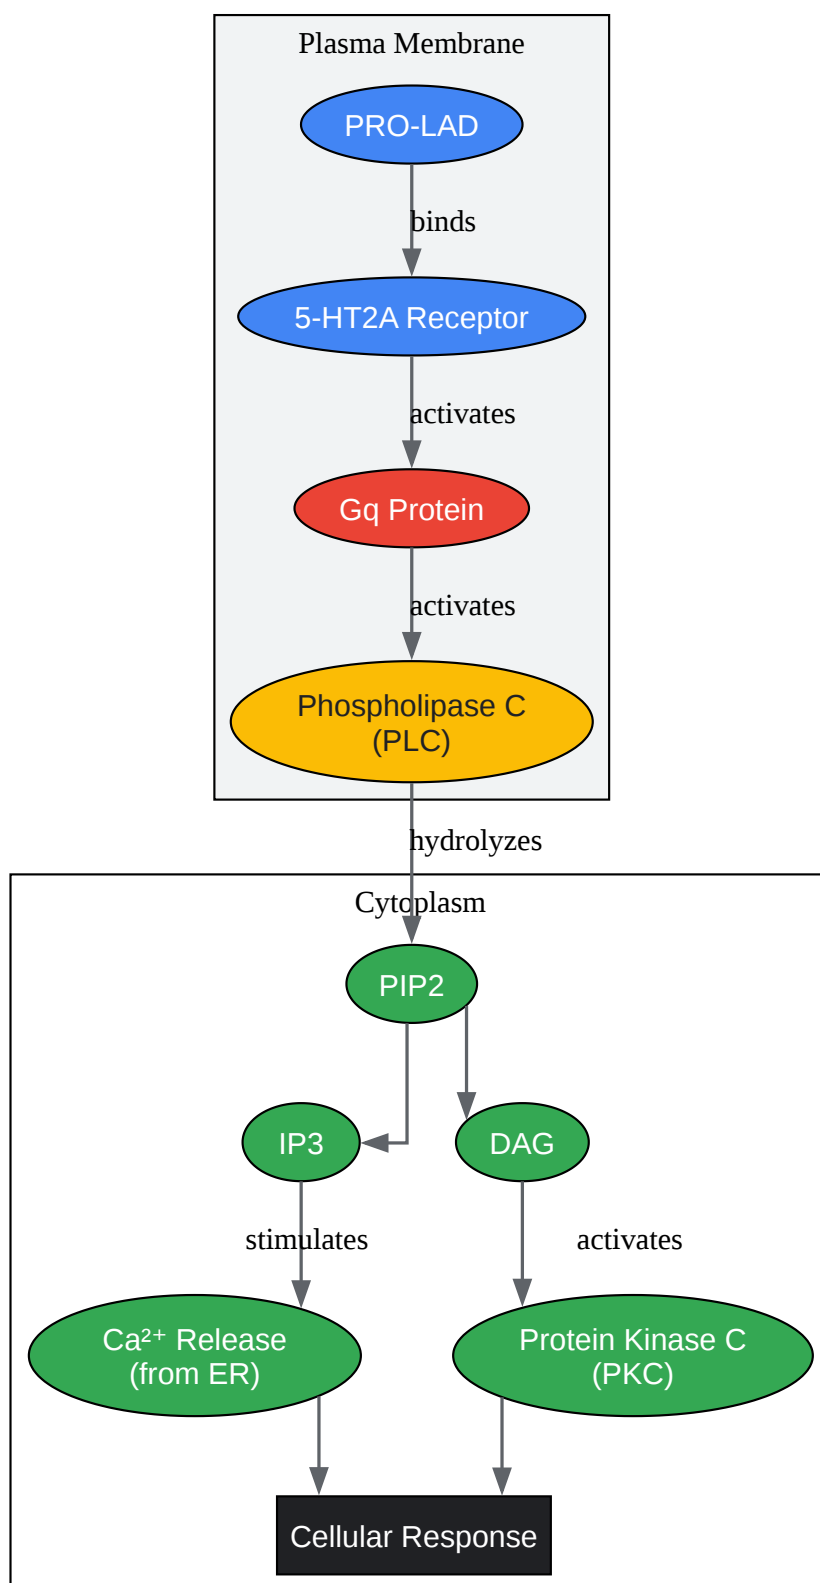 Plasma Membrane
PRO-LAD
binds
5-HT2A Receptor
activates
Gq Protein
activates
Phospholipase C
(PLC)
hydrolyzes
Cytoplasm
PIP2
IP3
DAG
stimulates
activates
Ca²⁺ Release
(from ER)
Protein Kinase C
(PKC)
Cellular Response